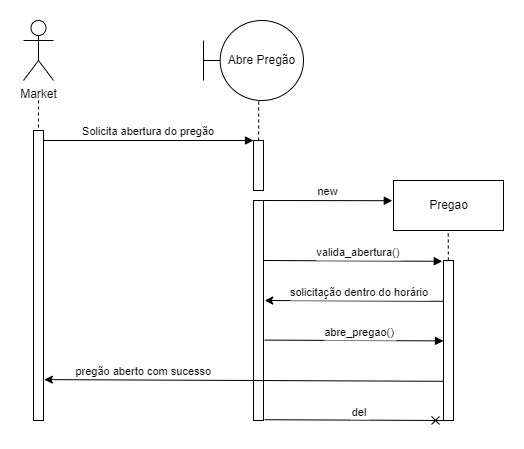 Abre Pregão
Market
Solicita abertura do pregão
new
Pregao
valida_abertura()
solicitação dentro do horário
abre_pregao()
pregão aberto com sucesso
del